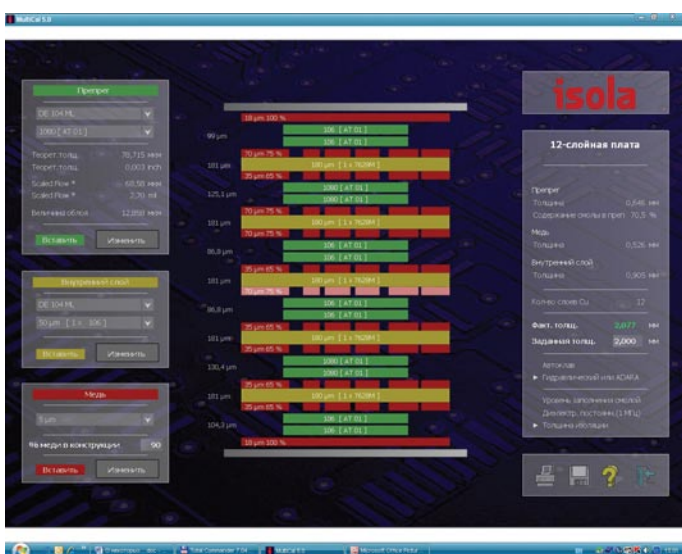 MultiCal 5.0
Препрег
DE 104 ML
1080 [ AT 01 ]
Теорет.толщ. 70,715 мкм
Теорет.толщ. 0,003 inch
Scaled Flow * 68,58 мкм
Scaled Flow * 2,70 mil
Величина облоя 12,858 мкм
Вставить Изменить
Внутренний слой
DE 104 ML
50 µm [ 1 x 106 ]
Вставить Изменить
Медь
5 µm
% меди в конструкции 90
Вставить Изменить
18 µm 100 %
99 µm
106 [ AT 01 ]
106 [ AT 01 ]
70 µm 75 %
181 µm
180 µm [ 1 x 7628M ]
35 µm 65 %
125,1 µm
1080 [ AT 01 ]
1080 [ AT 01 ]
70 µm 75 %
181 µm
180 µm [ 1 x 7628M ]
70 µm 75 %
86,8 µm
106 [ AT 01 ]
106 [ AT 01 ]
35 µm 65 %
181 µm
180 µm [ 1 x 7628M ]
70 µm 75 %
86,8 µm
106 [ AT 01 ]
106 [ AT 01 ]
35 µm 65 %
181 µm
180 µm [ 1 x 7628M ]
35 µm 65 %
130,4 µm
1080 [ AT 01 ]
1080 [ AT 01 ]
35 µm 65 %
181 µm
180 µm [ 1 x 7628M ]
35 µm 65 %
104,3 µm
106 [ AT 01 ]
106 [ AT 01 ]
18 µm 100 %
isola
12-слойная плата
Препрег
Толщина 0,646 мм
Содержание смолы в преп 70,5 %
Медь
Толщина 0,526 мм
Внутренний слой
Толщина 0,905 мм
Кол-во слоев Cu 12
Факт. толщ. 2,077 мм
Заданная толщ. 2,000 мм
Автоклав
Гидравлический или ADARA
Уровень заполнения смолой
Диэлектр. постоянн.(1 МГц)
Толщина изоляции
Total Commander 7.04
MultiCal 5.0
Microsoft Office Pictur